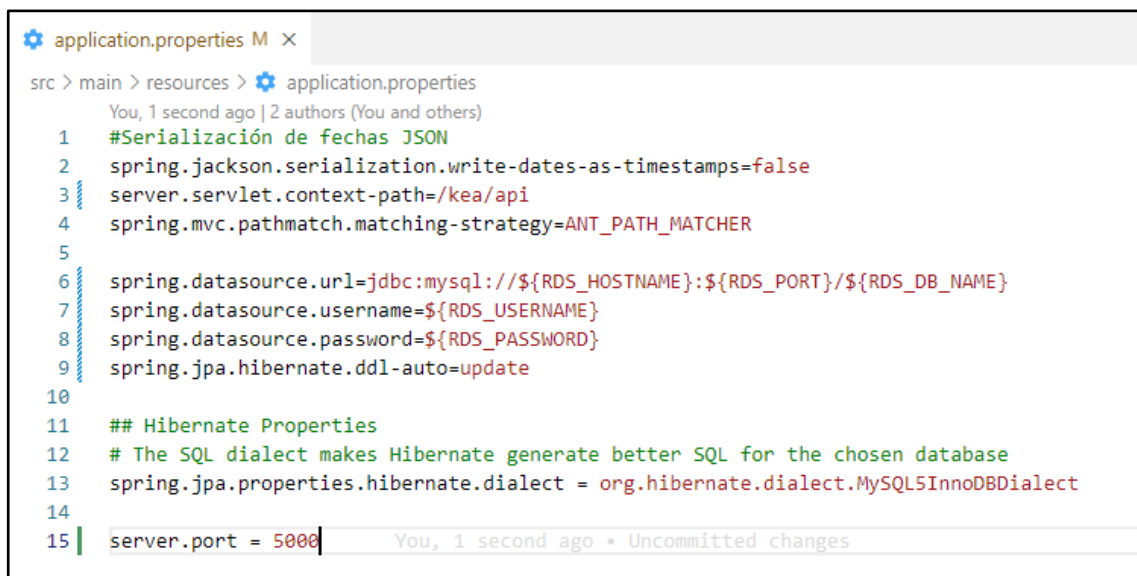 application.properties M ×
src > main > resources > application.properties
You, 1 second ago | 2 authors (You and others)
1 #Serialización de fechas JSON
2 spring.jackson.serialization.write-dates-as-timestamps=false
3 server.servlet.context-path=/kea/api
4 spring.mvc.pathmatch.matching-strategy=ANT_PATH_MATCHER
5
6 spring.datasource.url=jdbc:mysql://${RDS_HOSTNAME}:${RDS_PORT}/${RDS_DB_NAME}
7 spring.datasource.username=${RDS_USERNAME}
8 spring.datasource.password=${RDS_PASSWORD}
9 spring.jpa.hibernate.ddl-auto=update
10
11 ## Hibernate Properties
12 # The SQL dialect makes Hibernate generate better SQL for the chosen database
13 spring.jpa.properties.hibernate.dialect = org.hibernate.dialect.MySQL5InnoDBDialect
14
15 server.port = 5000 You, 1 second ago • Uncommitted changes